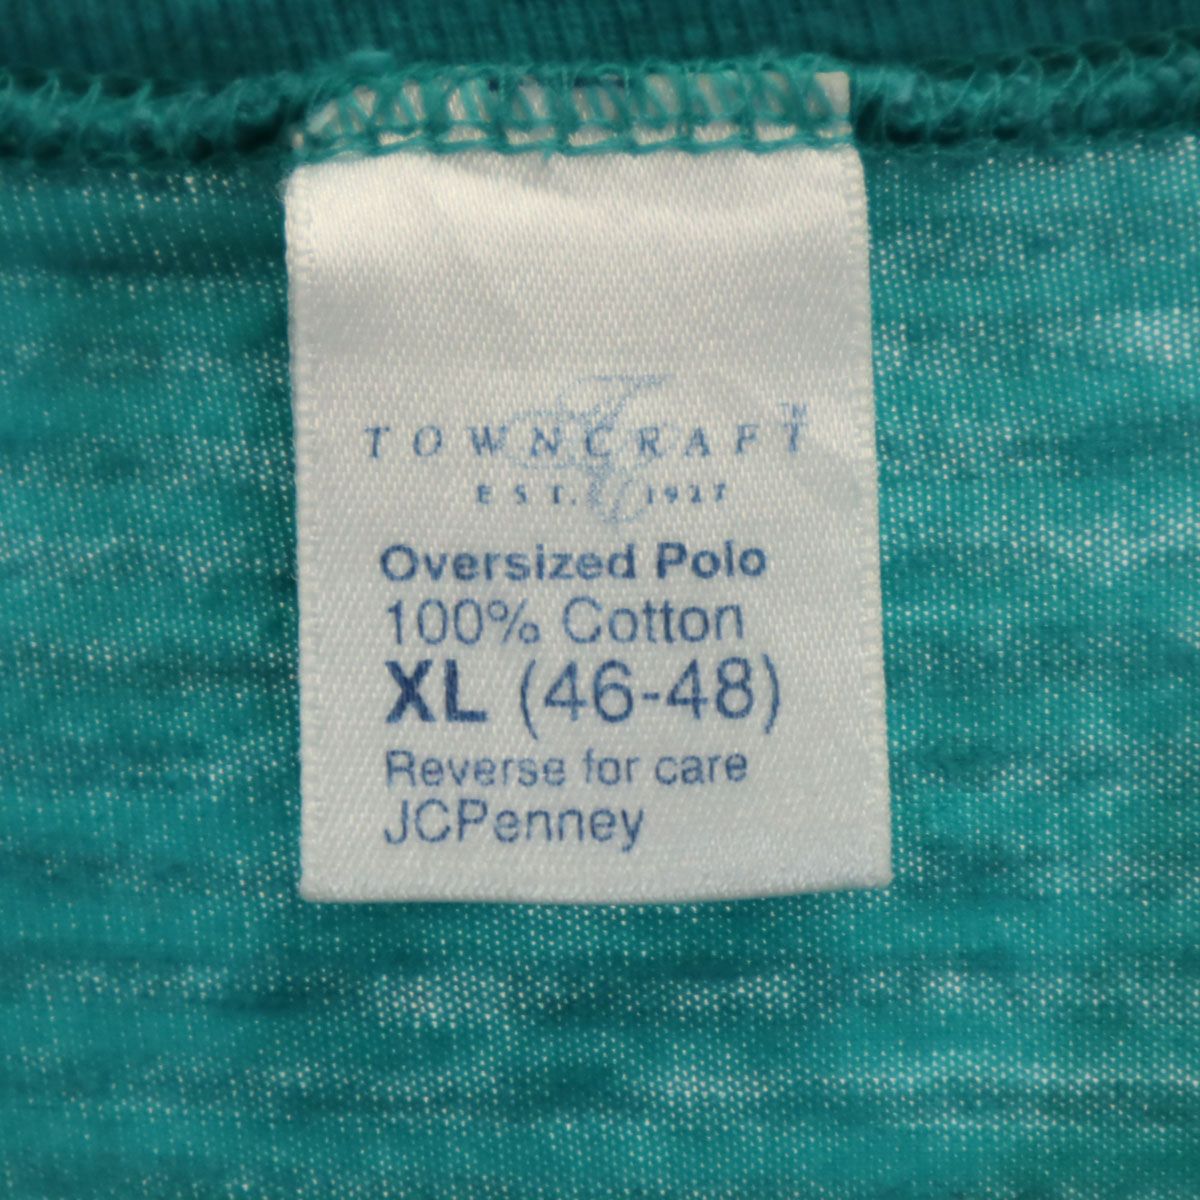 TOWNCRAFT™
EST. 1927
Oversized Polo
100% Cotton
XL (46-48)
Reverse for care
JCPenney